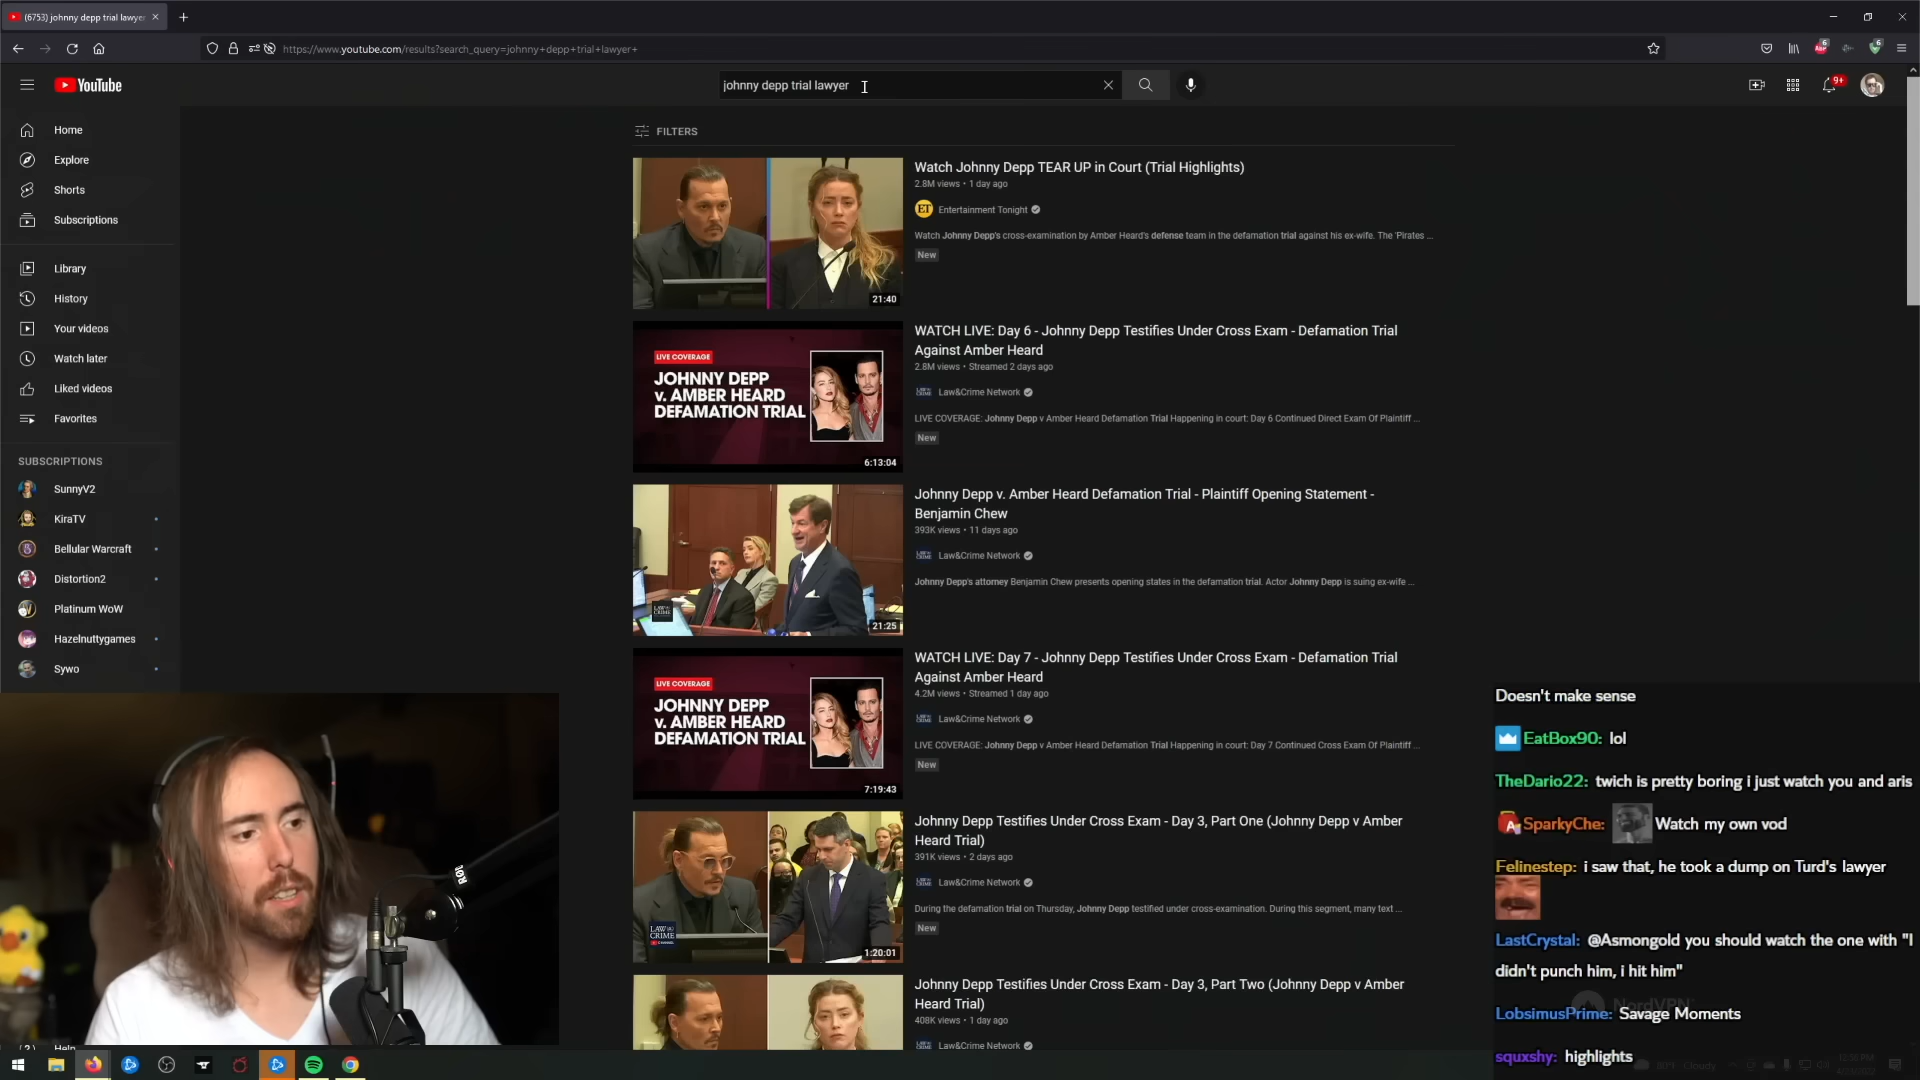 (6753) johnny depp trial lawyer
https://www.youtube.com/results?search_query=johnny+depp+trial+lawyer+
6
6
YouTube
johnny depp trial lawyer
9+
Home
Explore
Shorts
Subscriptions
Library
History
Your videos
Watch later
Liked videos
Favorites
SUBSCRIPTIONS
SunnyV2
KiraTV
Bellular Warcraft
Distortion2
Platinum WoW
Hazelnuttygames
Sywo
Help
FILTERS
21:40
Watch Johnny Depp TEAR UP in Court (Trial Highlights)
2.8M views • 1 day ago
ET Entertainment Tonight
Watch Johnny Depp's cross-examination by Amber Heard's defense team in the defamation trial against his ex-wife. The 'Pirates ...
New
LIVE COVERAGE
JOHNNY DEPP
v. AMBER HEARD
DEFAMATION TRIAL
6:13:04
WATCH LIVE: Day 6 - Johnny Depp Testifies Under Cross Exam - Defamation Trial
Against Amber Heard
2.8M views • Streamed 2 days ago
Law&Crime Network
LIVE COVERAGE: Johnny Depp v Amber Heard Defamation Trial Happening in court: Day 6 Continued Direct Exam Of Plaintiff ...
New
LAW&
CRIME
21:25
Johnny Depp v. Amber Heard Defamation Trial - Plaintiff Opening Statement -
Benjamin Chew
393K views • 11 days ago
Law&Crime Network
Johnny Depp's attorney Benjamin Chew presents opening states in the defamation trial. Actor Johnny Depp is suing ex-wife ...
LIVE COVERAGE
JOHNNY DEPP
v. AMBER HEARD
DEFAMATION TRIAL
7:19:43
WATCH LIVE: Day 7 - Johnny Depp Testifies Under Cross Exam - Defamation Trial
Against Amber Heard
4.2M views • Streamed 1 day ago
Law&Crime Network
LIVE COVERAGE: Johnny Depp v Amber Heard Defamation Trial Happening in court: Day 7 Continued Cross Exam Of Plaintiff ...
New
LAW&
CRIME
1:20:01
Johnny Depp Testifies Under Cross Exam - Day 3, Part One (Johnny Depp v Amber
Heard Trial)
391K views • 2 days ago
Law&Crime Network
During the defamation trial on Thursday, Johnny Depp testified under cross-examination. During this segment, many text ...
New
Johnny Depp Testifies Under Cross Exam - Day 3, Part Two (Johnny Depp v Amber
Heard Trial)
408K views • 1 day ago
Law&Crime Network
Doesn't make sense
EatBox90: lol
TheDario22: twich is pretty boring i just watch you and aris
SparkyChe: Watch my own vod
Felinestep: i saw that, he took a dump on Turd's lawyer
LastCrystal: @Asmongold you should watch the one with "I
didn't punch him, i hit him"
NordVPN
LobsimusPrime: Savage Moments
squxshy: highlights
Cloudy